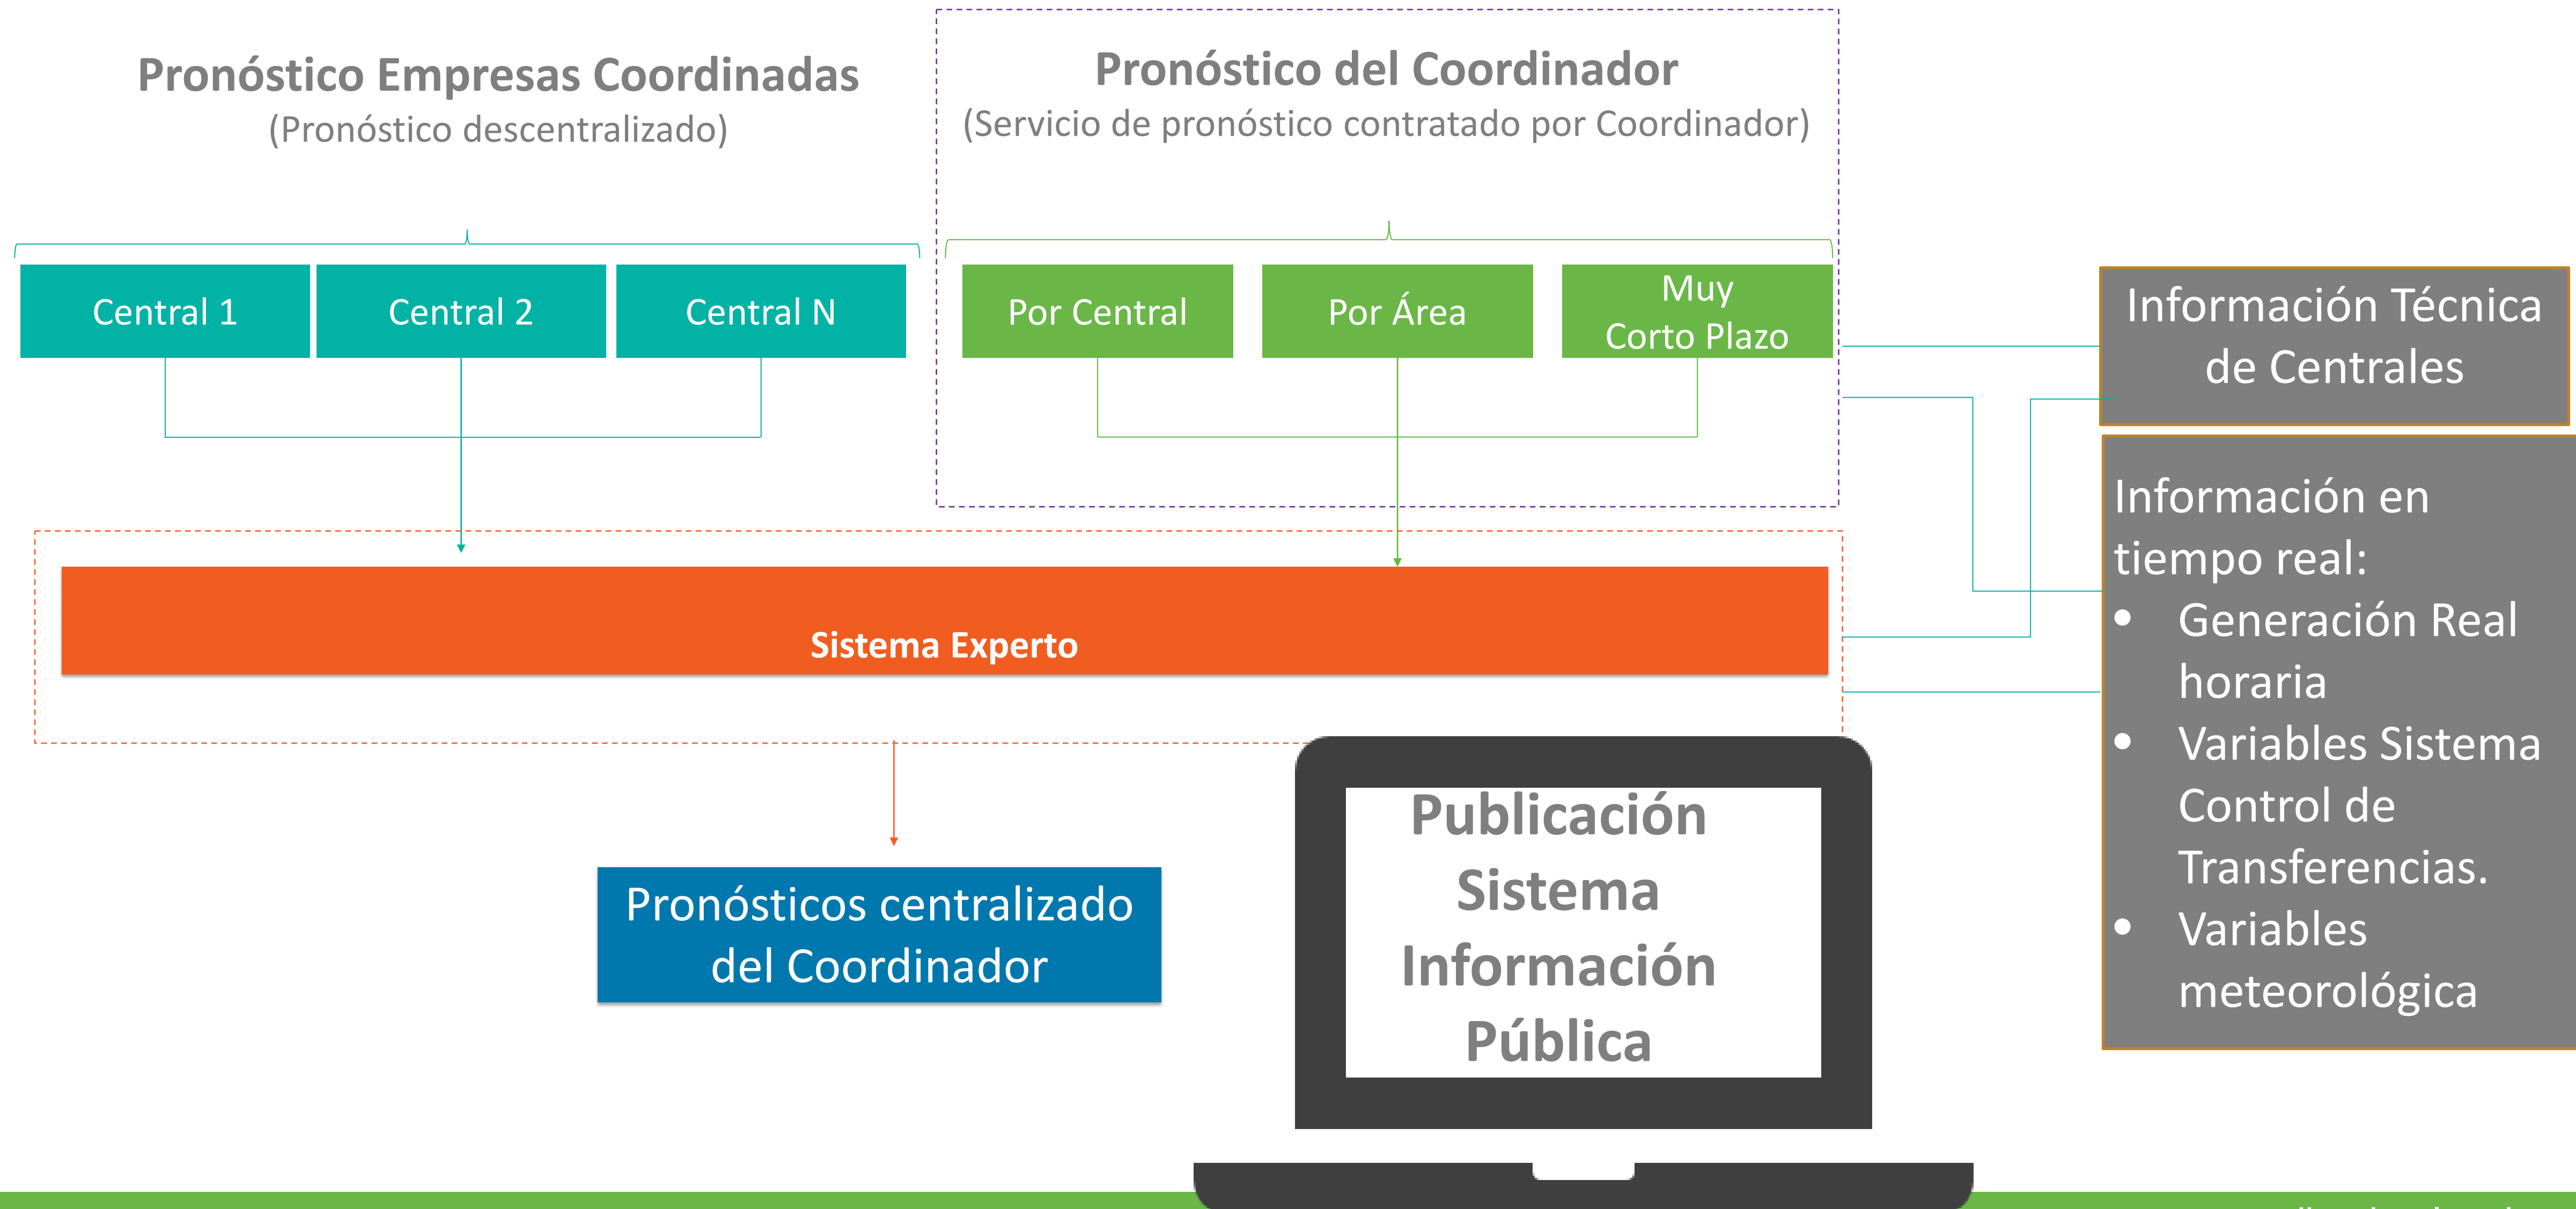 Pronóstico Empresas Coordinadas
(Pronóstico descentralizado)
Pronóstico del Coordinador
(Servicio de pronóstico contratado por Coordinador)
Central 1
Central 2
Central N
Por Central
Por Área
Muy
Corto Plazo
Información Técnica
de Centrales
Información en
tiempo real:
• Generación Real
horaria
• Variables Sistema
Control de
Transferencias.
• Variables
meteorológica
Sistema Experto
Pronósticos centralizado
del Coordinador
Publicación
Sistema
Información
Pública